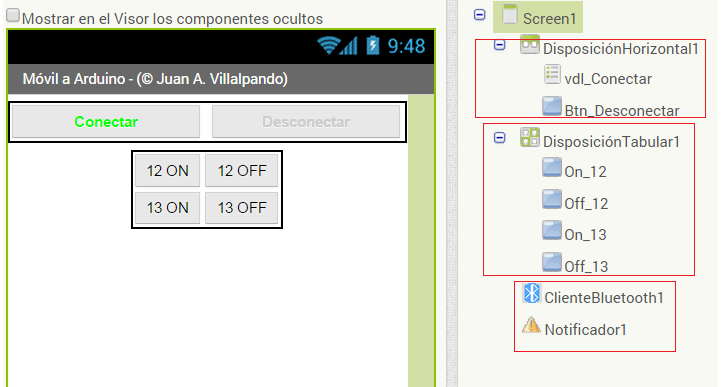 Mostrar en el Visor los componentes ocultos
9:48
Móvil a Arduino - (© Juan A. Villalpando)
Conectar Desconectar
12 ON 12 OFF
13 ON 13 OFF
Screen1
DisposiciónHorizontal1
vdl_Conectar
Btn_Desconectar
DisposiciónTabular1
On_12
Off_12
On_13
Off_13
ClienteBluetooth1
Notificador1